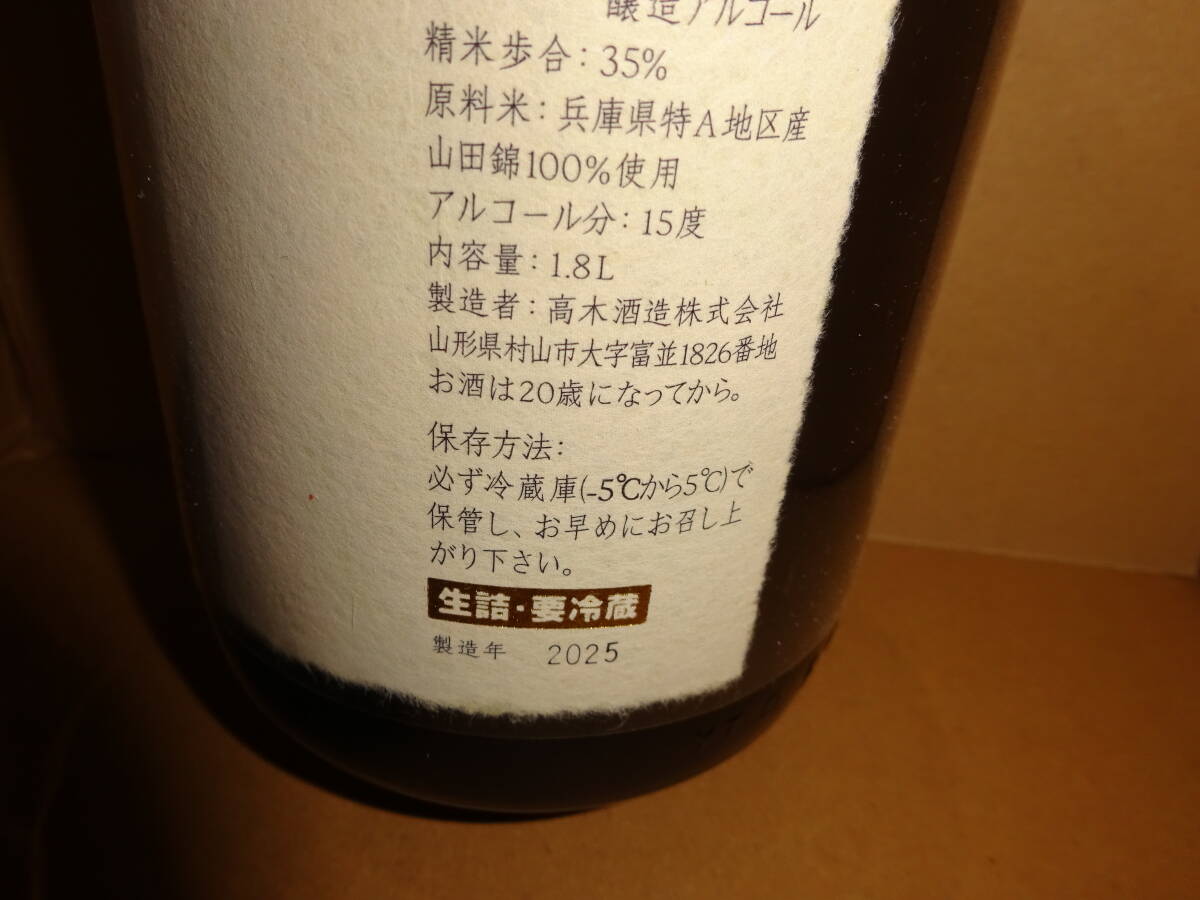 醸造アルコール
精米歩合：35%
原料米：兵庫県特A地区産
山田錦100%使用
アルコール分：15度
内容量：1.8L
製造者：高木酒造株式会社
山形県村山市大字富並1826番地
お酒は20歳になってから。
保存方法：
必ず冷蔵庫(-5℃から5℃)で
保管し、お早めにお召し上
がり下さい。
生詰・要冷蔵
製造年 2025